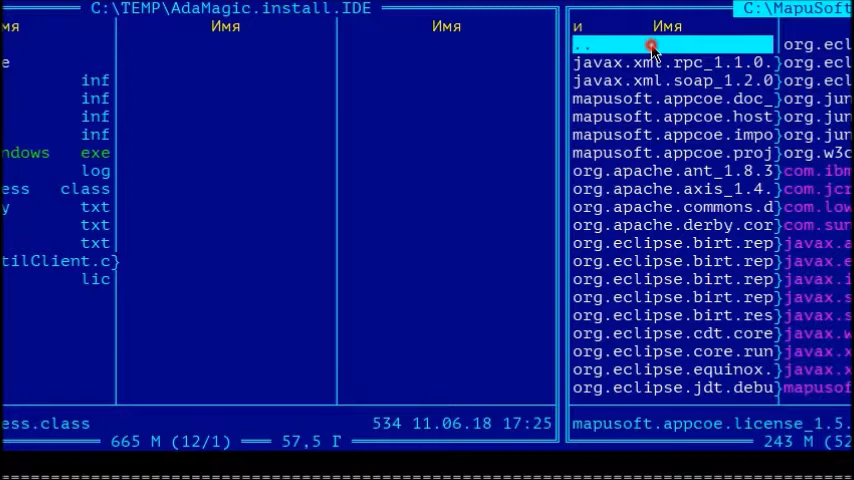 C:\TEMP\AdaMagic.install.IDE
C:\MapuSoft
мя Имя Имя
и Имя
е
inf
inf
inf
inf
ndows exe
log
ess class
y txt
txt
txt
tilClient.c}
lic
..
javax.xml.rpc_1.1.0.}
javax.xml.soap_1.2.0}
mapusoft.appcoe.doc_}
mapusoft.appcoe.host}
mapusoft.appcoe.impo}
mapusoft.appcoe.proj}
org.apache.ant_1.8.3}
org.apache.axis_1.4.}
org.apache.commons.d}
org.apache.derby.cor}
org.eclipse.birt.rep}
org.eclipse.birt.rep}
org.eclipse.birt.rep}
org.eclipse.birt.rep}
org.eclipse.birt.res}
org.eclipse.cdt.core}
org.eclipse.core.run}
org.eclipse.equinox.}
org.eclipse.jdt.debu}
org.ecl
org.ecl
org.ecl
org.jun
org.jun
org.jun
org.w3c
com.ibm
com.jcr
com.low
com.sun
javax.a
javax.e
javax.i
javax.s
javax.s
javax.w
javax.x
javax.x
mapusof
ess.class 534 11.06.18 17:25
mapusoft.appcoe.license_1.5.
665 M (12/1) 57,5 Г
243 M (52